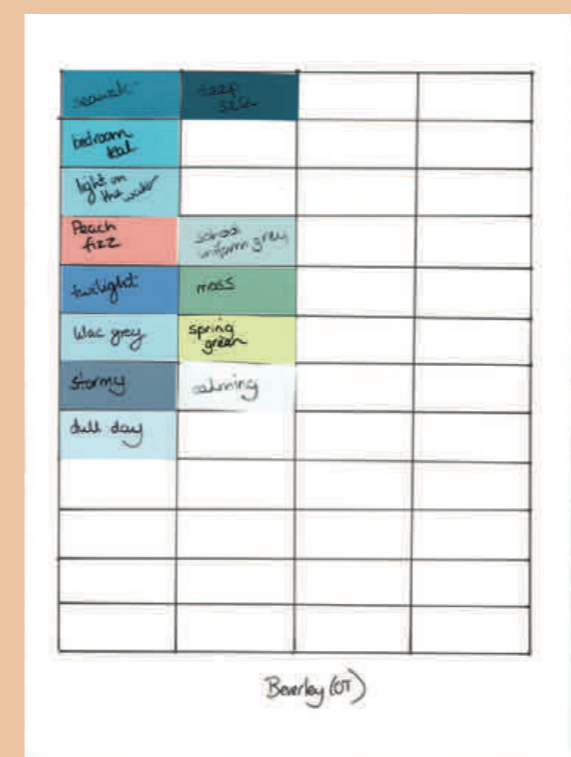 deep
sea
bedroom
teal
light on
the water
Peach
fizz
school
uniform grey
twilight
moss
lilac grey
spring
green
stormy
calming
dull day
Beverley (OT)